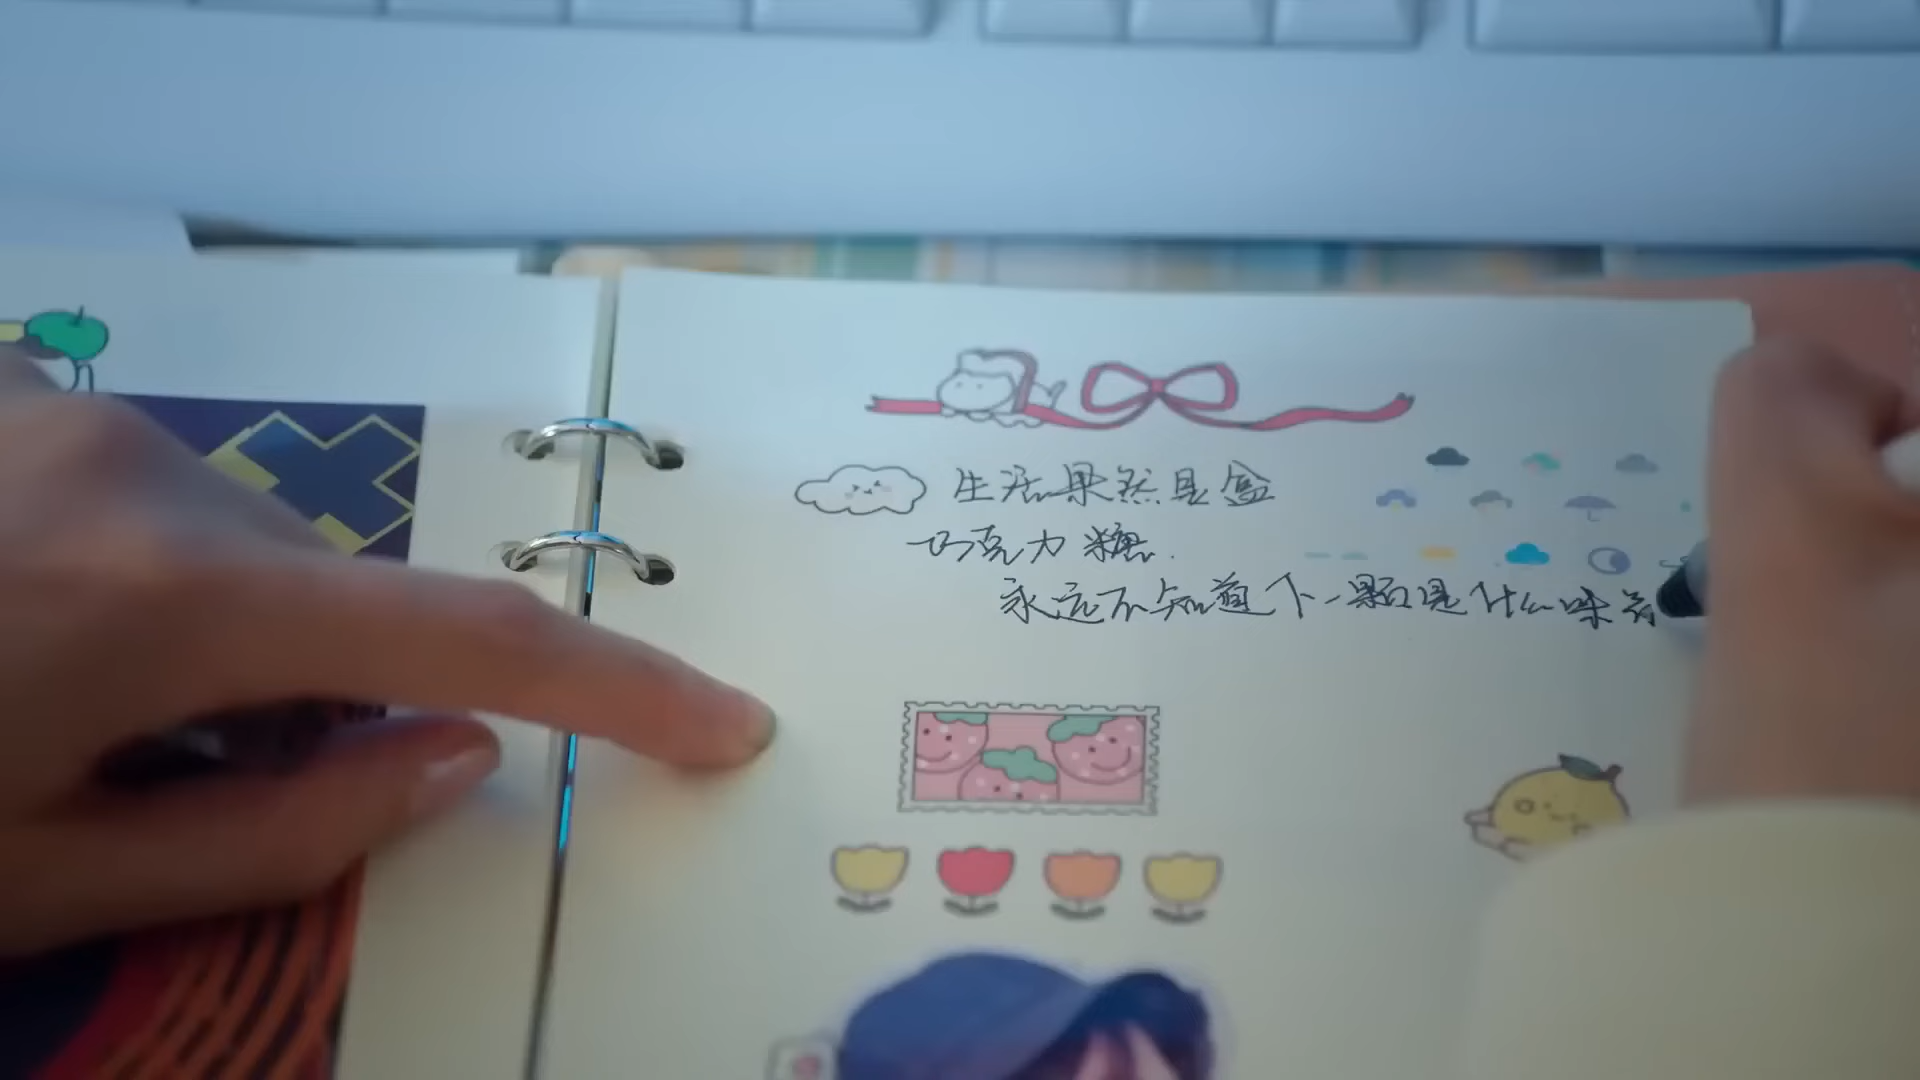 生活果然是盒
巧克力糖.
永远不知道下一颗是什么味